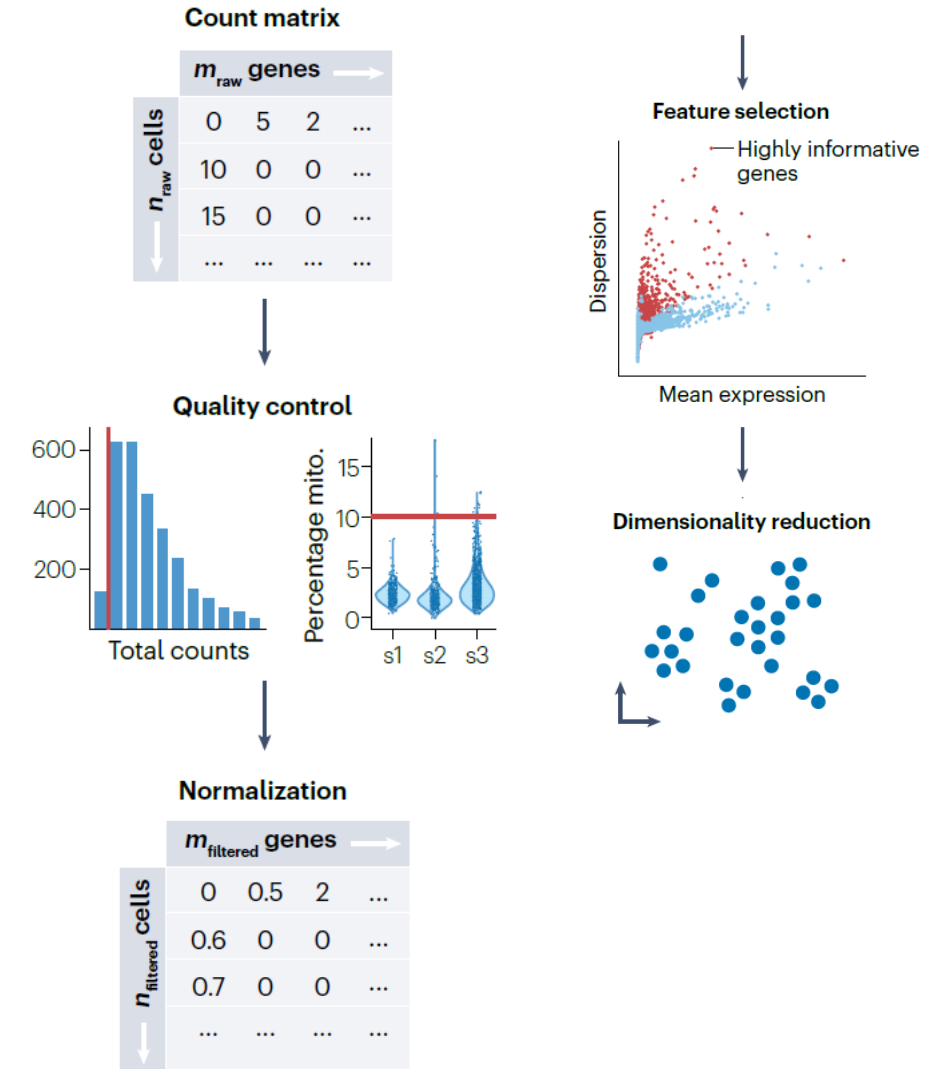 Count matrix
m_raw genes
n_raw cells
0 5 2 ...
10 0 0 ...
15 0 0 ...
... ... ... ...
Quality control
600
400
200
Total counts
Percentage mito.
15
10
5
0
s1 s2 s3
Normalization
m_filtered genes
n_filtered cells
0 0.5 2 ...
0.6 0 0 ...
0.7 0 0 ...
... ... ... ...
Feature selection
Highly informative
genes
Dispersion
Mean expression
Dimensionality reduction